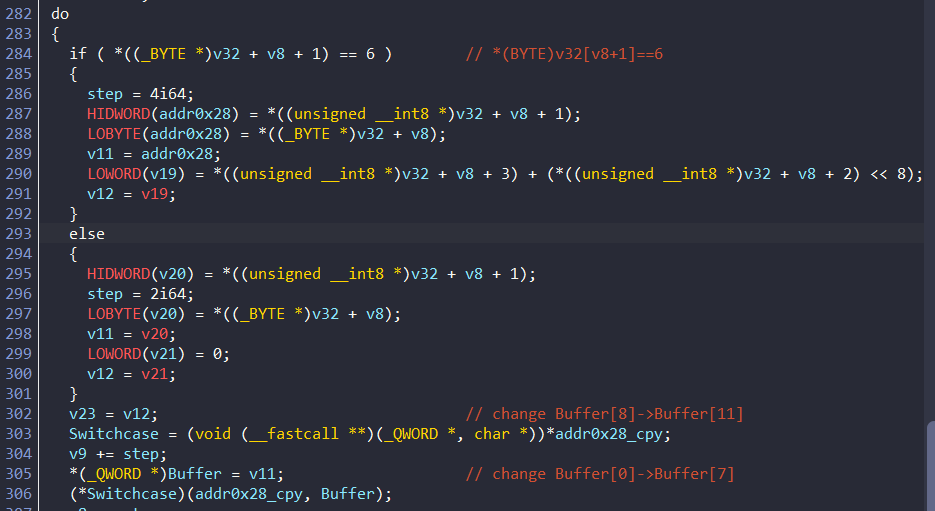 282 do
283 {
284 if ( *((_BYTE *)v32 + v8 + 1) == 6 ) // *(BYTE)v32[v8+1]==6
285 {
286 step = 4i64;
287 HIDWORD(addr0x28) = *((unsigned __int8 *)v32 + v8 + 1);
288 LOBYTE(addr0x28) = *((_BYTE *)v32 + v8);
289 v11 = addr0x28;
290 LOWORD(v19) = *((unsigned __int8 *)v32 + v8 + 3) + (*((unsigned __int8 *)v32 + v8 + 2) << 8);
291 v12 = v19;
292 }
293 else
294 {
295 HIDWORD(v20) = *((unsigned __int8 *)v32 + v8 + 1);
296 step = 2i64;
297 LOBYTE(v20) = *((_BYTE *)v32 + v8);
298 v11 = v20;
299 LOWORD(v21) = 0;
300 v12 = v21;
301 }
302 v23 = v12; // change Buffer[8]->Buffer[11]
303 Switchcase = (void (__fastcall **)(_QWORD *, char *))*addr0x28_cpy;
304 v9 += step;
305 *(_QWORD *)Buffer = v11; // change Buffer[0]->Buffer[7]
306 (*Switchcase)(addr0x28_cpy, Buffer);